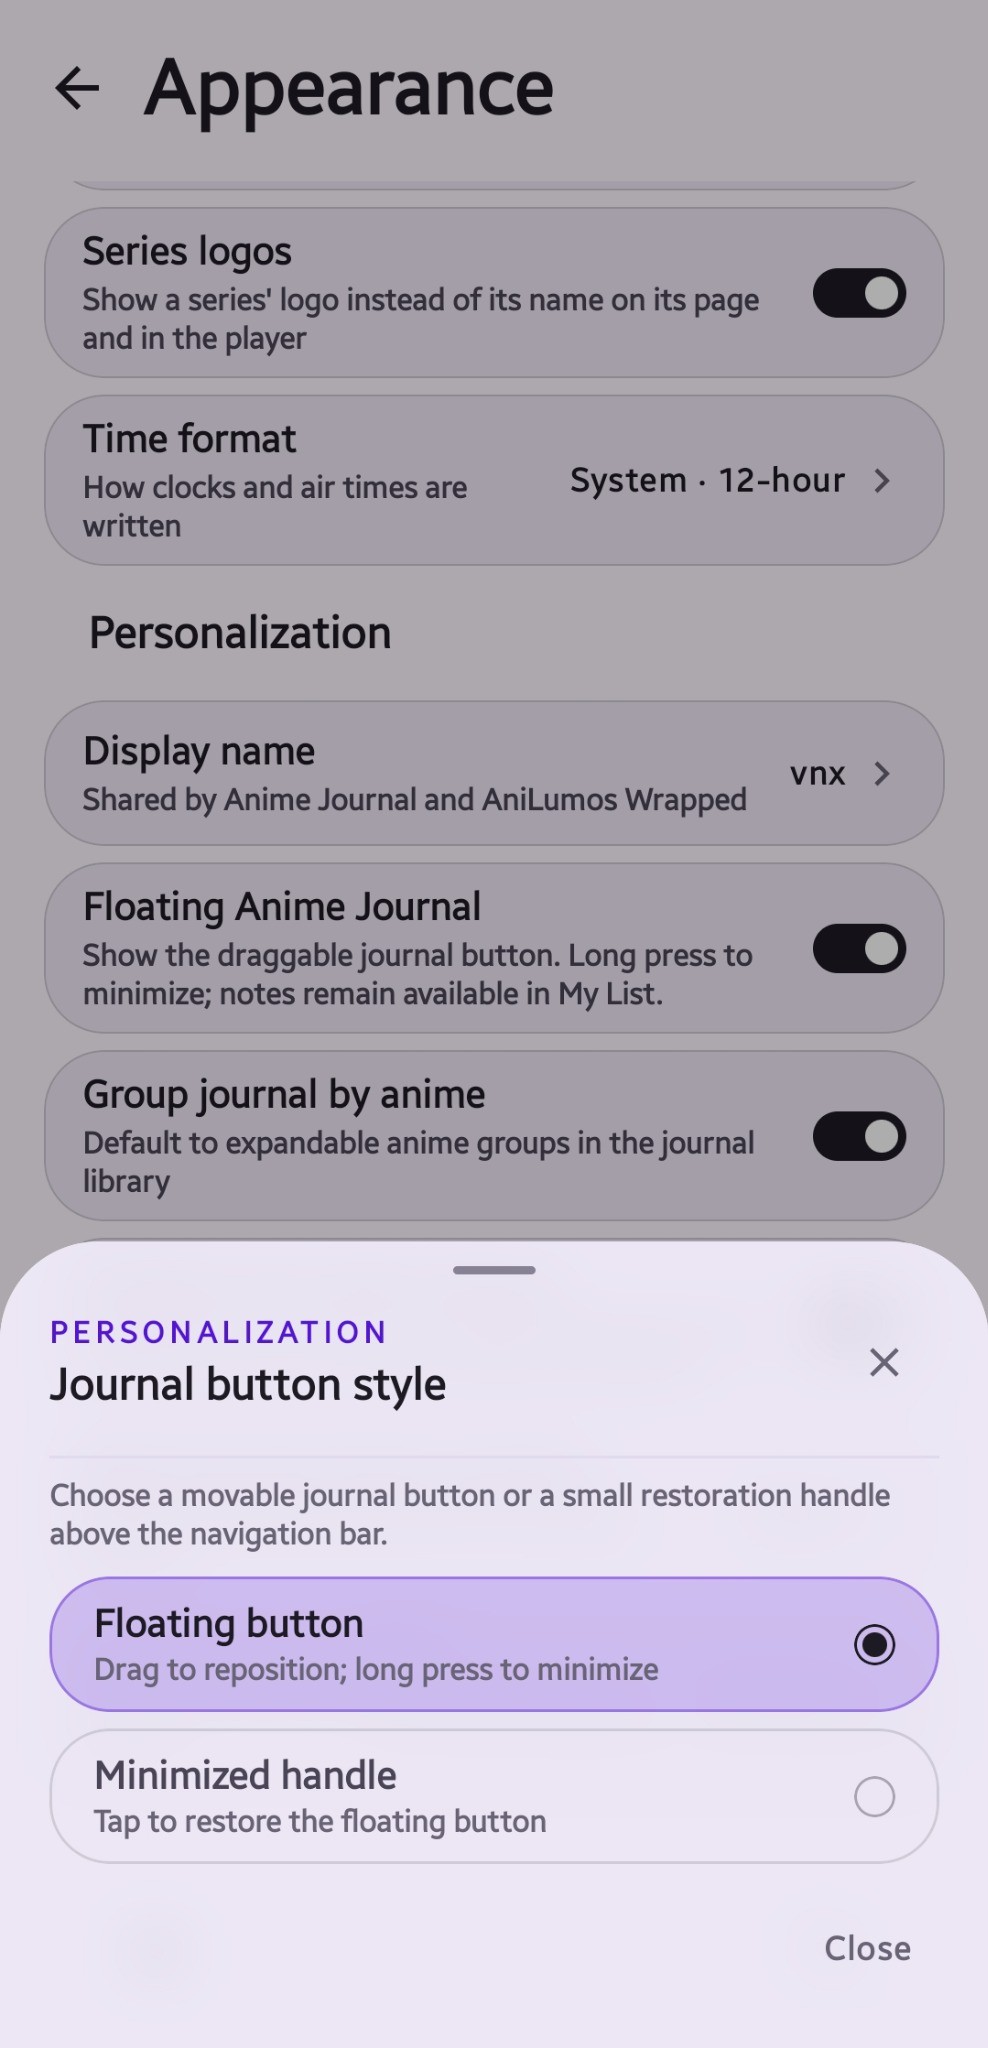 Appearance
Series logos
Show a series' logo instead of its name on its page
and in the player
Time format
How clocks and air times are
written
System · 12-hour
Personalization
Display name
Shared by Anime Journal and AniLumos Wrapped
vnx
Floating Anime Journal
Show the draggable journal button. Long press to
minimize; notes remain available in My List.
Group journal by anime
Default to expandable anime groups in the journal
library
PERSONALIZATION
Journal button style
Choose a movable journal button or a small restoration handle
above the navigation bar.
Floating button
Drag to reposition; long press to minimize
Minimized handle
Tap to restore the floating button
Close